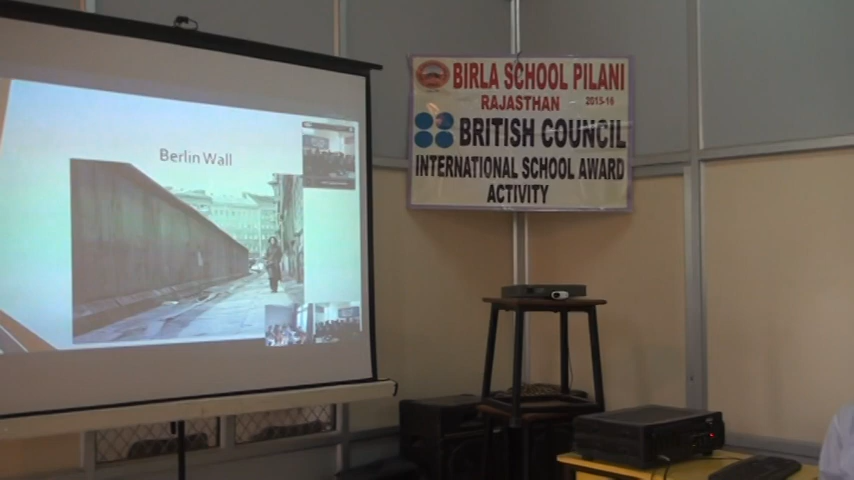 Berlin Wall
BIRLA SCHOOL PILANI
RAJASTHAN 2015-16
BRITISH COUNCIL
INTERNATIONAL SCHOOL AWARD
ACTIVITY